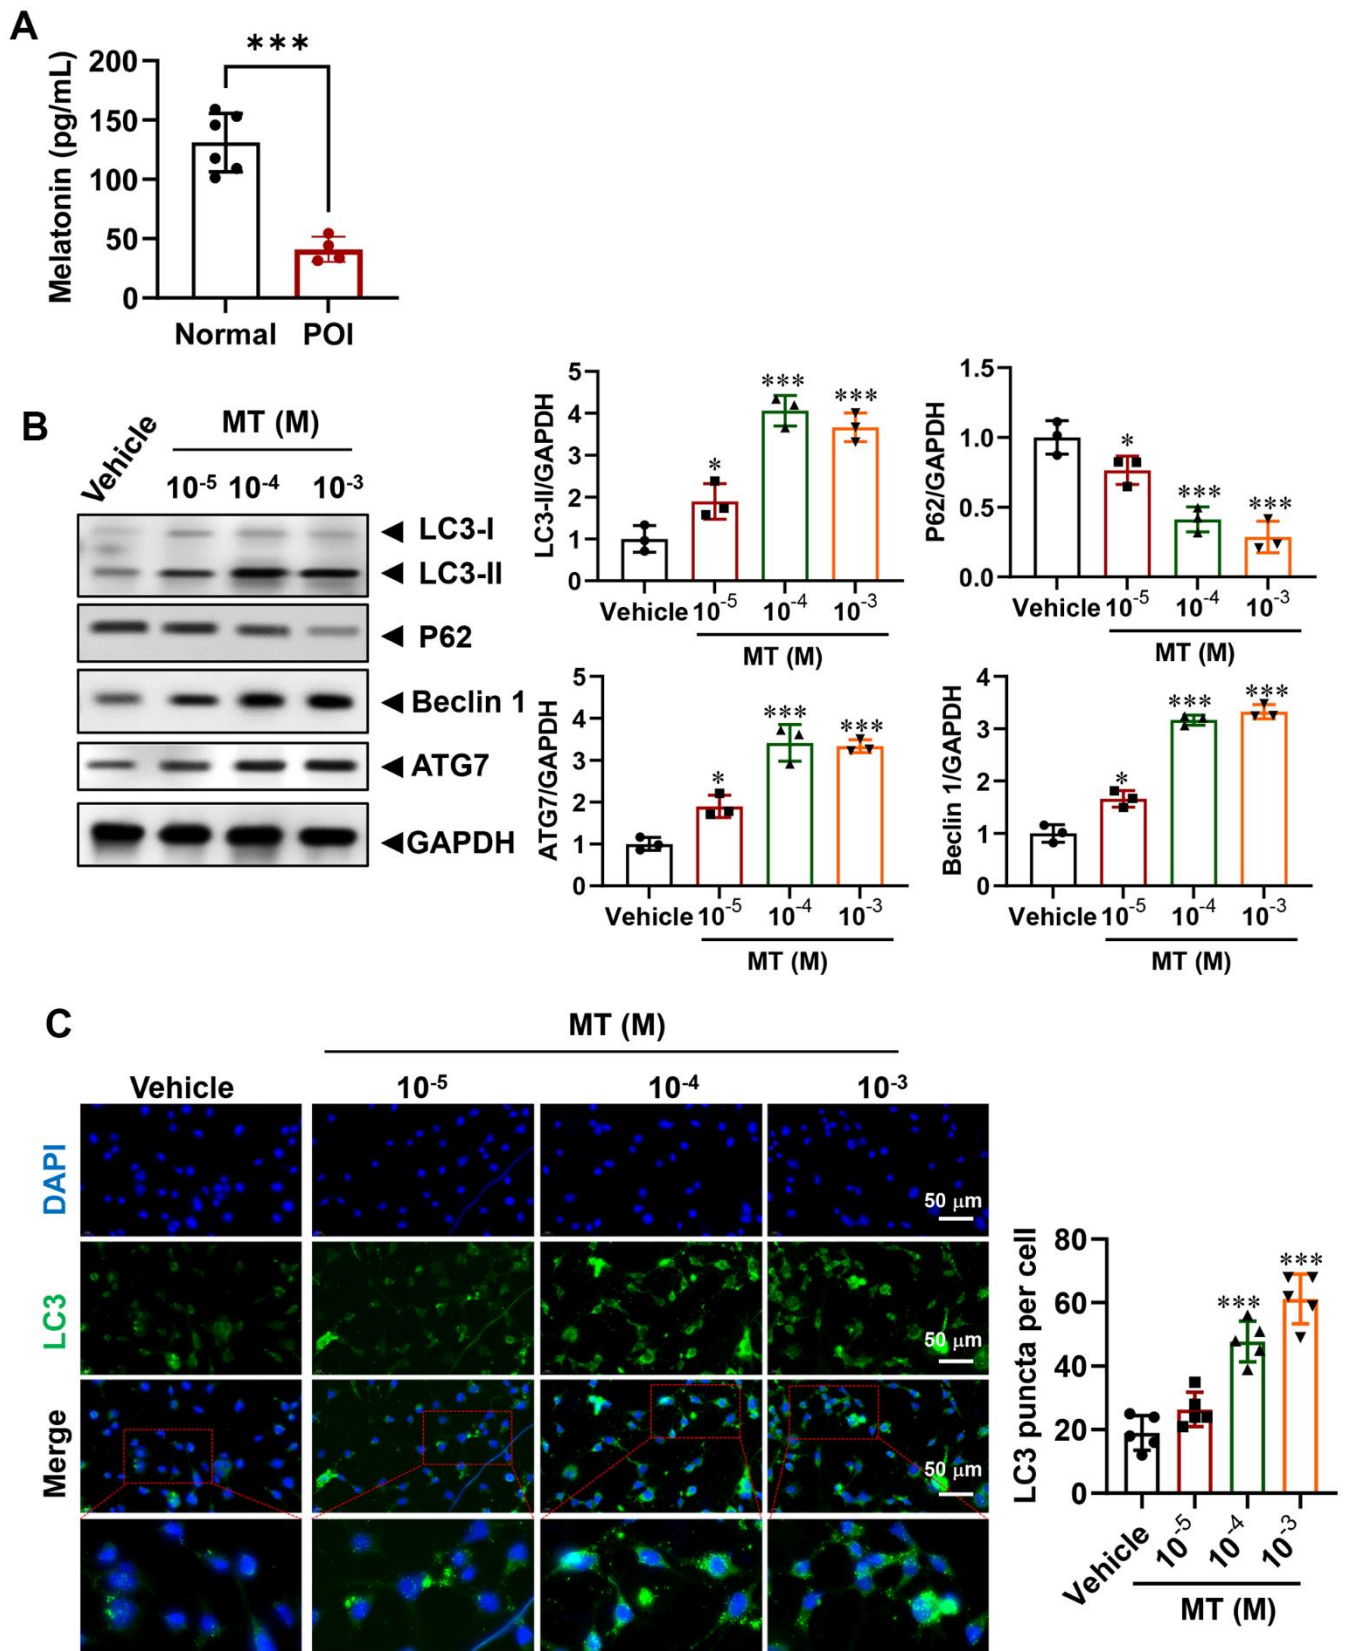 A
***
Melatonin (pg/mL)
200
150
100
50
0
Normal POI
B
Vehicle
MT (M)
10⁻⁵ 10⁻⁴ 10⁻³
LC3-I
LC3-II
P62
Beclin 1
ATG7
GAPDH
LC3-II/GAPDH
5
4
3
2
1
0
* *** ***
Vehicle 10⁻⁵ 10⁻⁴ 10⁻³
MT (M)
P62/GAPDH
1.5
1.0
0.5
0.0
* *** ***
Vehicle 10⁻⁵ 10⁻⁴ 10⁻³
MT (M)
ATG7/GAPDH
5
4
3
2
1
0
* *** ***
Vehicle 10⁻⁵ 10⁻⁴ 10⁻³
MT (M)
Beclin 1/GAPDH
4
3
2
1
0
* *** ***
Vehicle 10⁻⁵ 10⁻⁴ 10⁻³
MT (M)
C
MT (M)
Vehicle 10⁻⁵ 10⁻⁴ 10⁻³
DAPI
50 μm
LC3
50 μm
Merge
50 μm
LC3 puncta per cell
80
60
40
20
0
*** ***
Vehicle 10⁻⁵ 10⁻⁴ 10⁻³
MT (M)